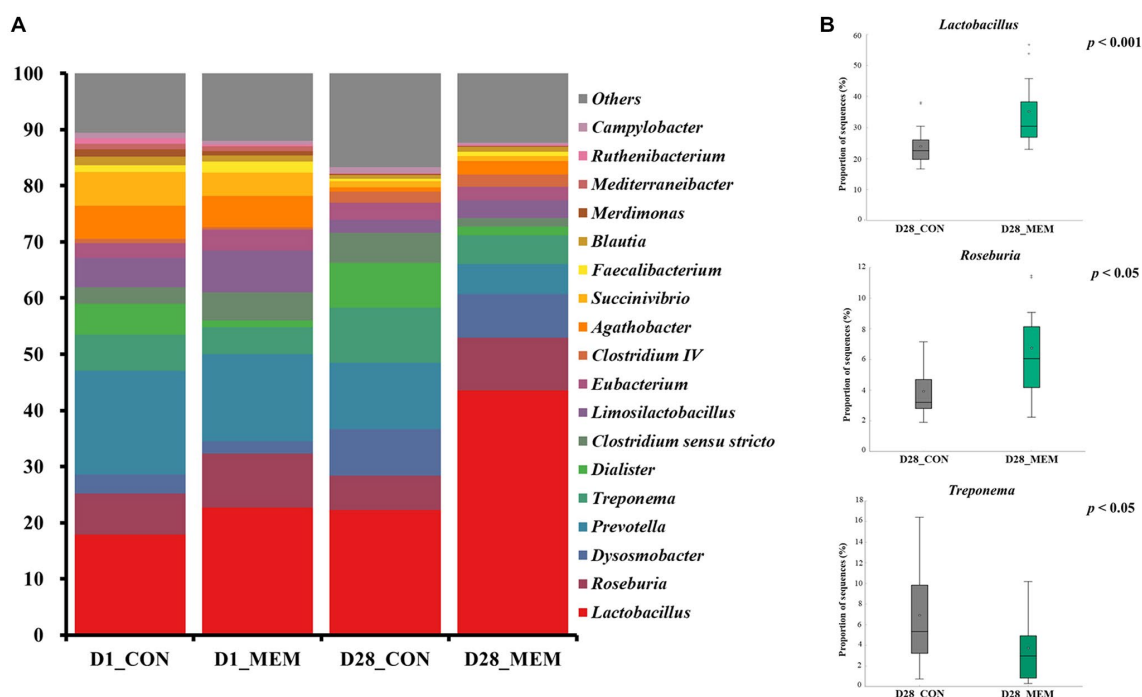 A
100
90
80
70
60
50
40
30
20
10
0
D1_CON
D1_MEM
D28_CON
D28_MEM
Others
Campylobacter
Ruthenibacterium
Mediterraneibacter
Merdimonas
Blautia
Faecalibacterium
Succinivibrio
Agathobacter
Clostridium IV
Eubacterium
Limosilactobacillus
Clostridium sensu stricto
Dialister
Treponema
Prevotella
Dysosmobacter
Roseburia
Lactobacillus
B
Lactobacillus
p < 0.001
Proportion of sequences (%)
60
50
40
30
20
10
0
D28_CON
D28_MEM
Roseburia
p < 0.05
Proportion of sequences (%)
12
10
8
6
4
2
0
D28_CON
D28_MEM
Treponema
p < 0.05
Proportion of sequences (%)
18
16
14
12
10
8
6
4
2
0
D28_CON
D28_MEM